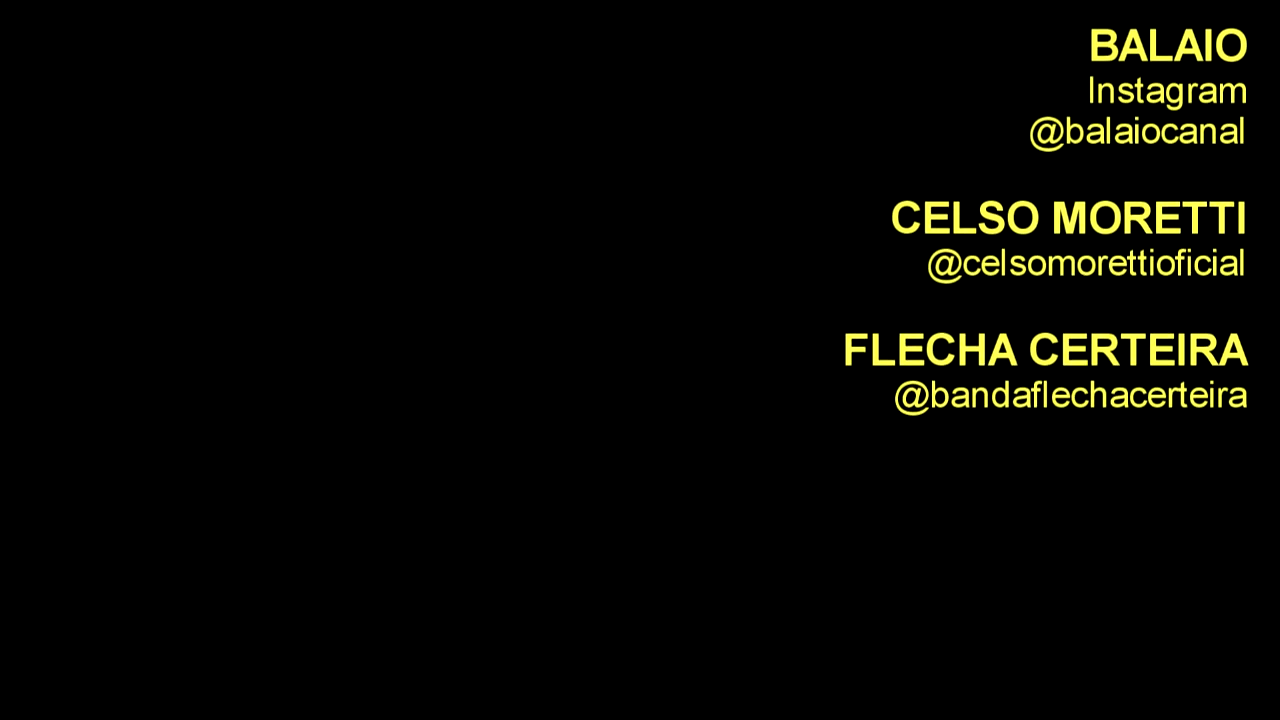 BALAIO
Instagram
@balaiocanal
CELSO MORETTI
@celsomorettioficial
FLECHA CERTEIRA
@bandaflechacerteira